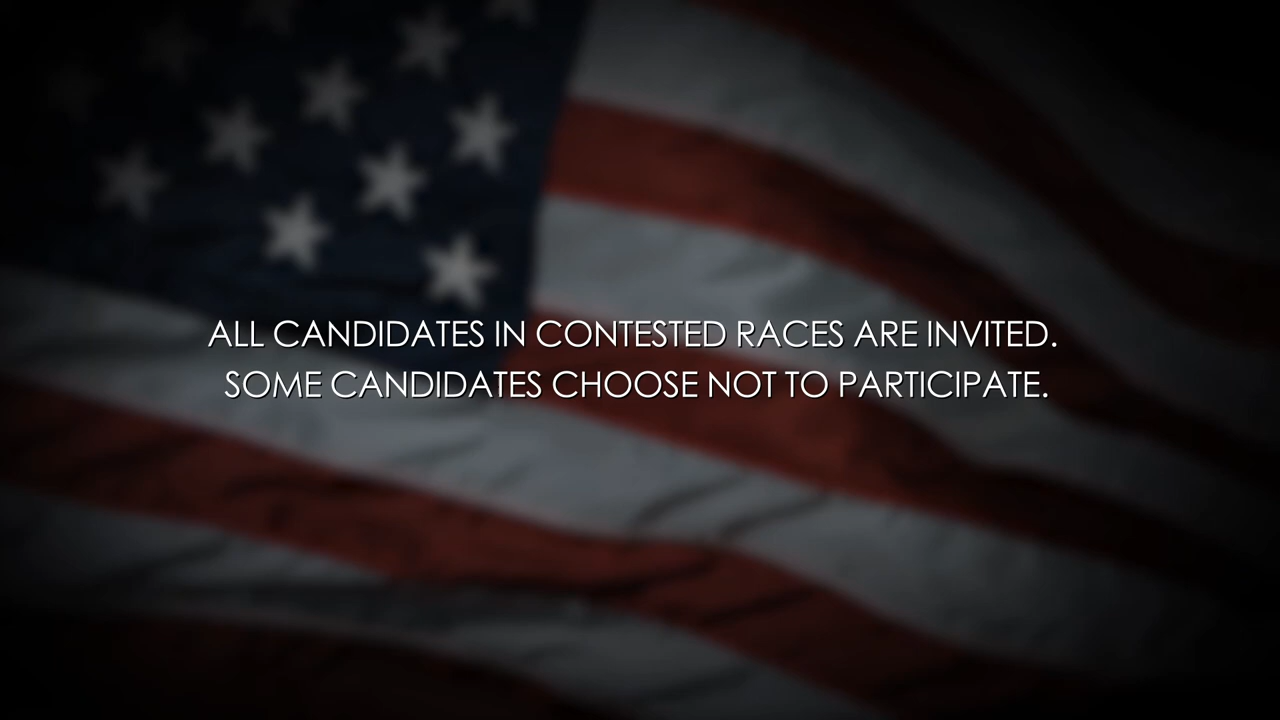 ALL CANDIDATES IN CONTESTED RACES ARE INVITED.
SOME CANDIDATES CHOOSE NOT TO PARTICIPATE.